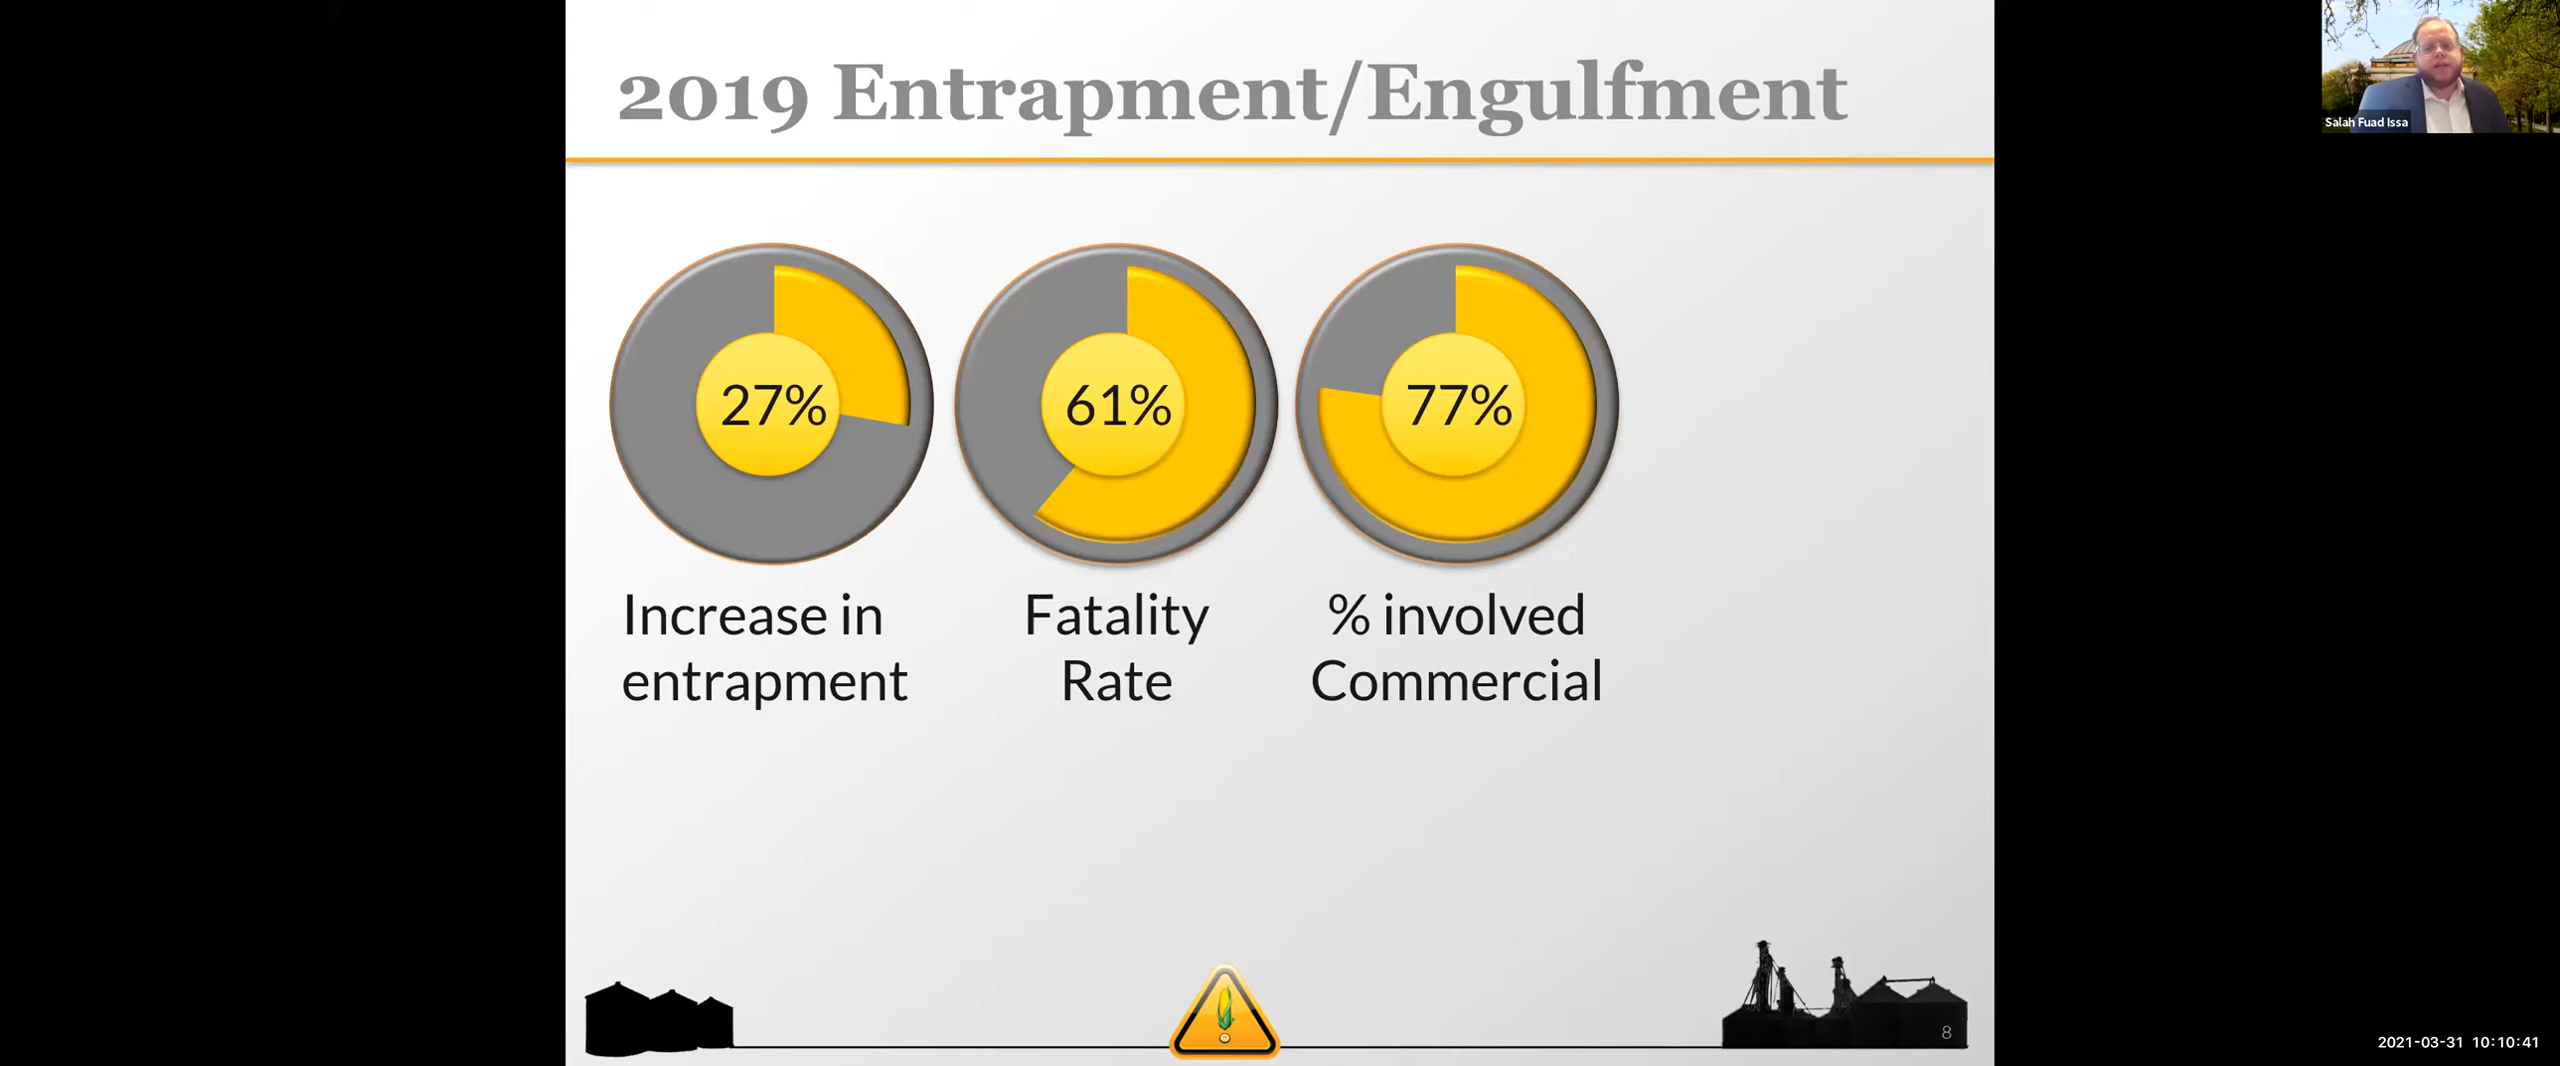 2019 Entrapment/Engulfment
Salah Fuad Issa
27%
61%
77%
Increase in
entrapment
Fatality
Rate
% involved
Commercial
8
2021-03-31 10:10:41